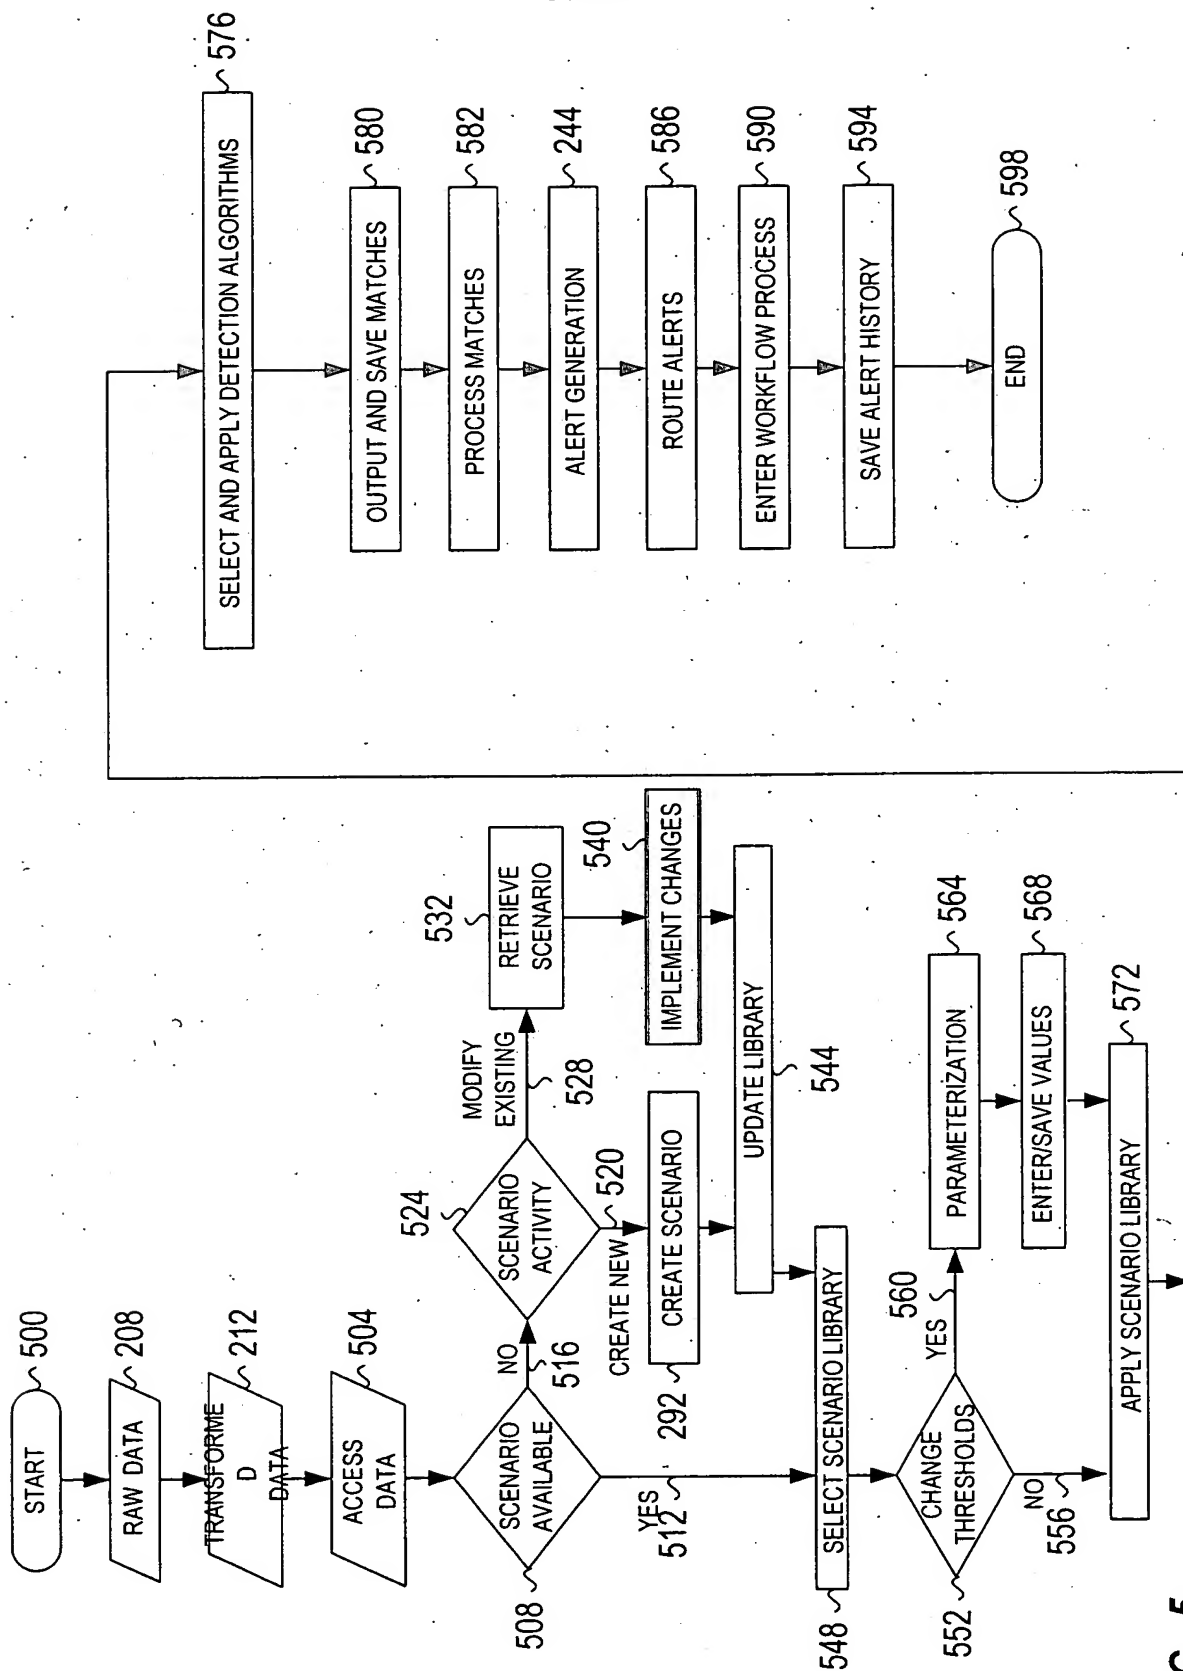 START
500
RAW DATA
208
TRANSFORME
D
DATA
212
ACCESS
DATA
504
SCENARIO
AVAILABLE
508
NO
516
YES
512
SCENARIO
ACTIVITY
524
MODIFY
EXISTING
528
RETRIEVE
SCENARIO
532
CREATE NEW
520
CREATE SCENARIO
292
IMPLEMENT CHANGES
540
UPDATE LIBRARY
544
SELECT SCENARIO LIBRARY
548
CHANGE
THRESHOLDS
552
YES
560
NO
556
PARAMETERIZATION
564
ENTER/SAVE VALUES
568
APPLY SCENARIO LIBRARY
572
SELECT AND APPLY DETECTION ALGORITHMS
576
OUTPUT AND SAVE MATCHES
580
PROCESS MATCHES
582
ALERT GENERATION
244
ROUTE ALERTS
586
ENTER WORKFLOW PROCESS
590
SAVE ALERT HISTORY
594
END
598